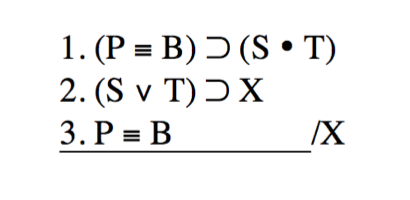 1. (P ≡ B) ⊃ (S • T)
2. (S v T) ⊃ X
3. P ≡ B /X